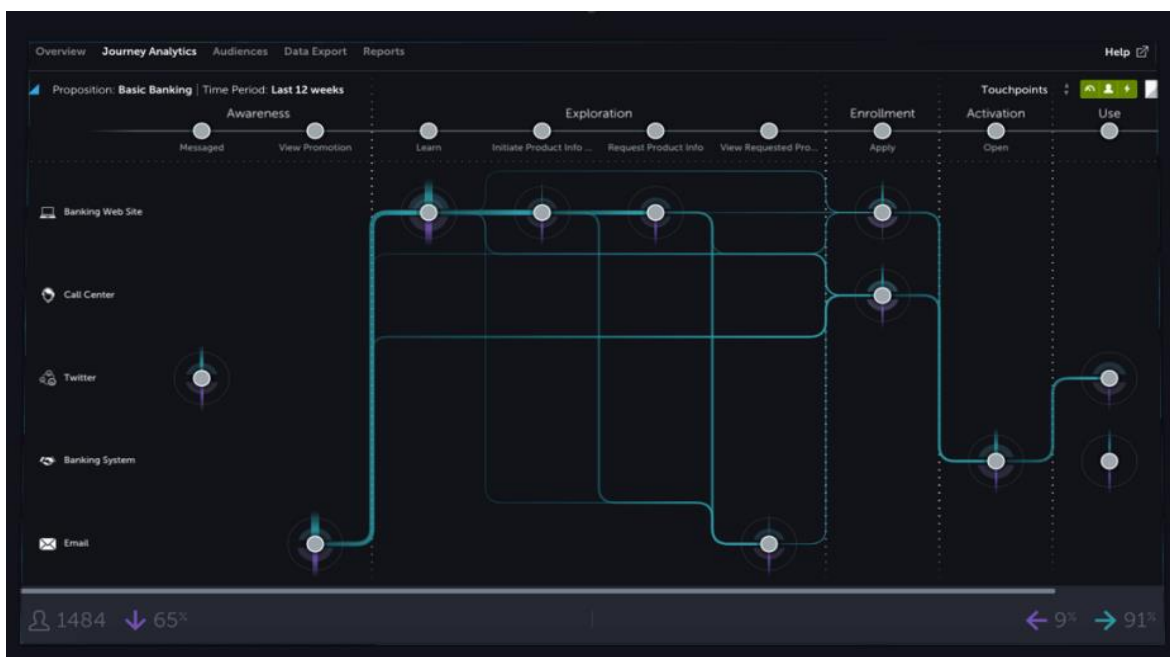 Overview Journey Analytics Audiences Data Export Reports Help
Proposition: Basic Banking | Time Period: Last 12 weeks Touchpoints
Awareness Exploration Enrollment Activation Use
Messaged View Promotion Learn Initiate Product Info ... Request Product Info View Requested Pro... Apply Open
Banking Web Site
Call Center
Twitter
Banking System
Email
1484 65% 9% 91%